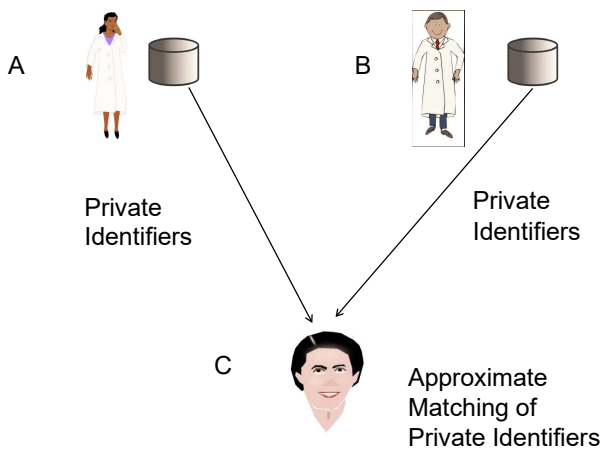 A
B
Private
Identifiers
Private
Identifiers
C
Approximate
Matching of
Private Identifiers